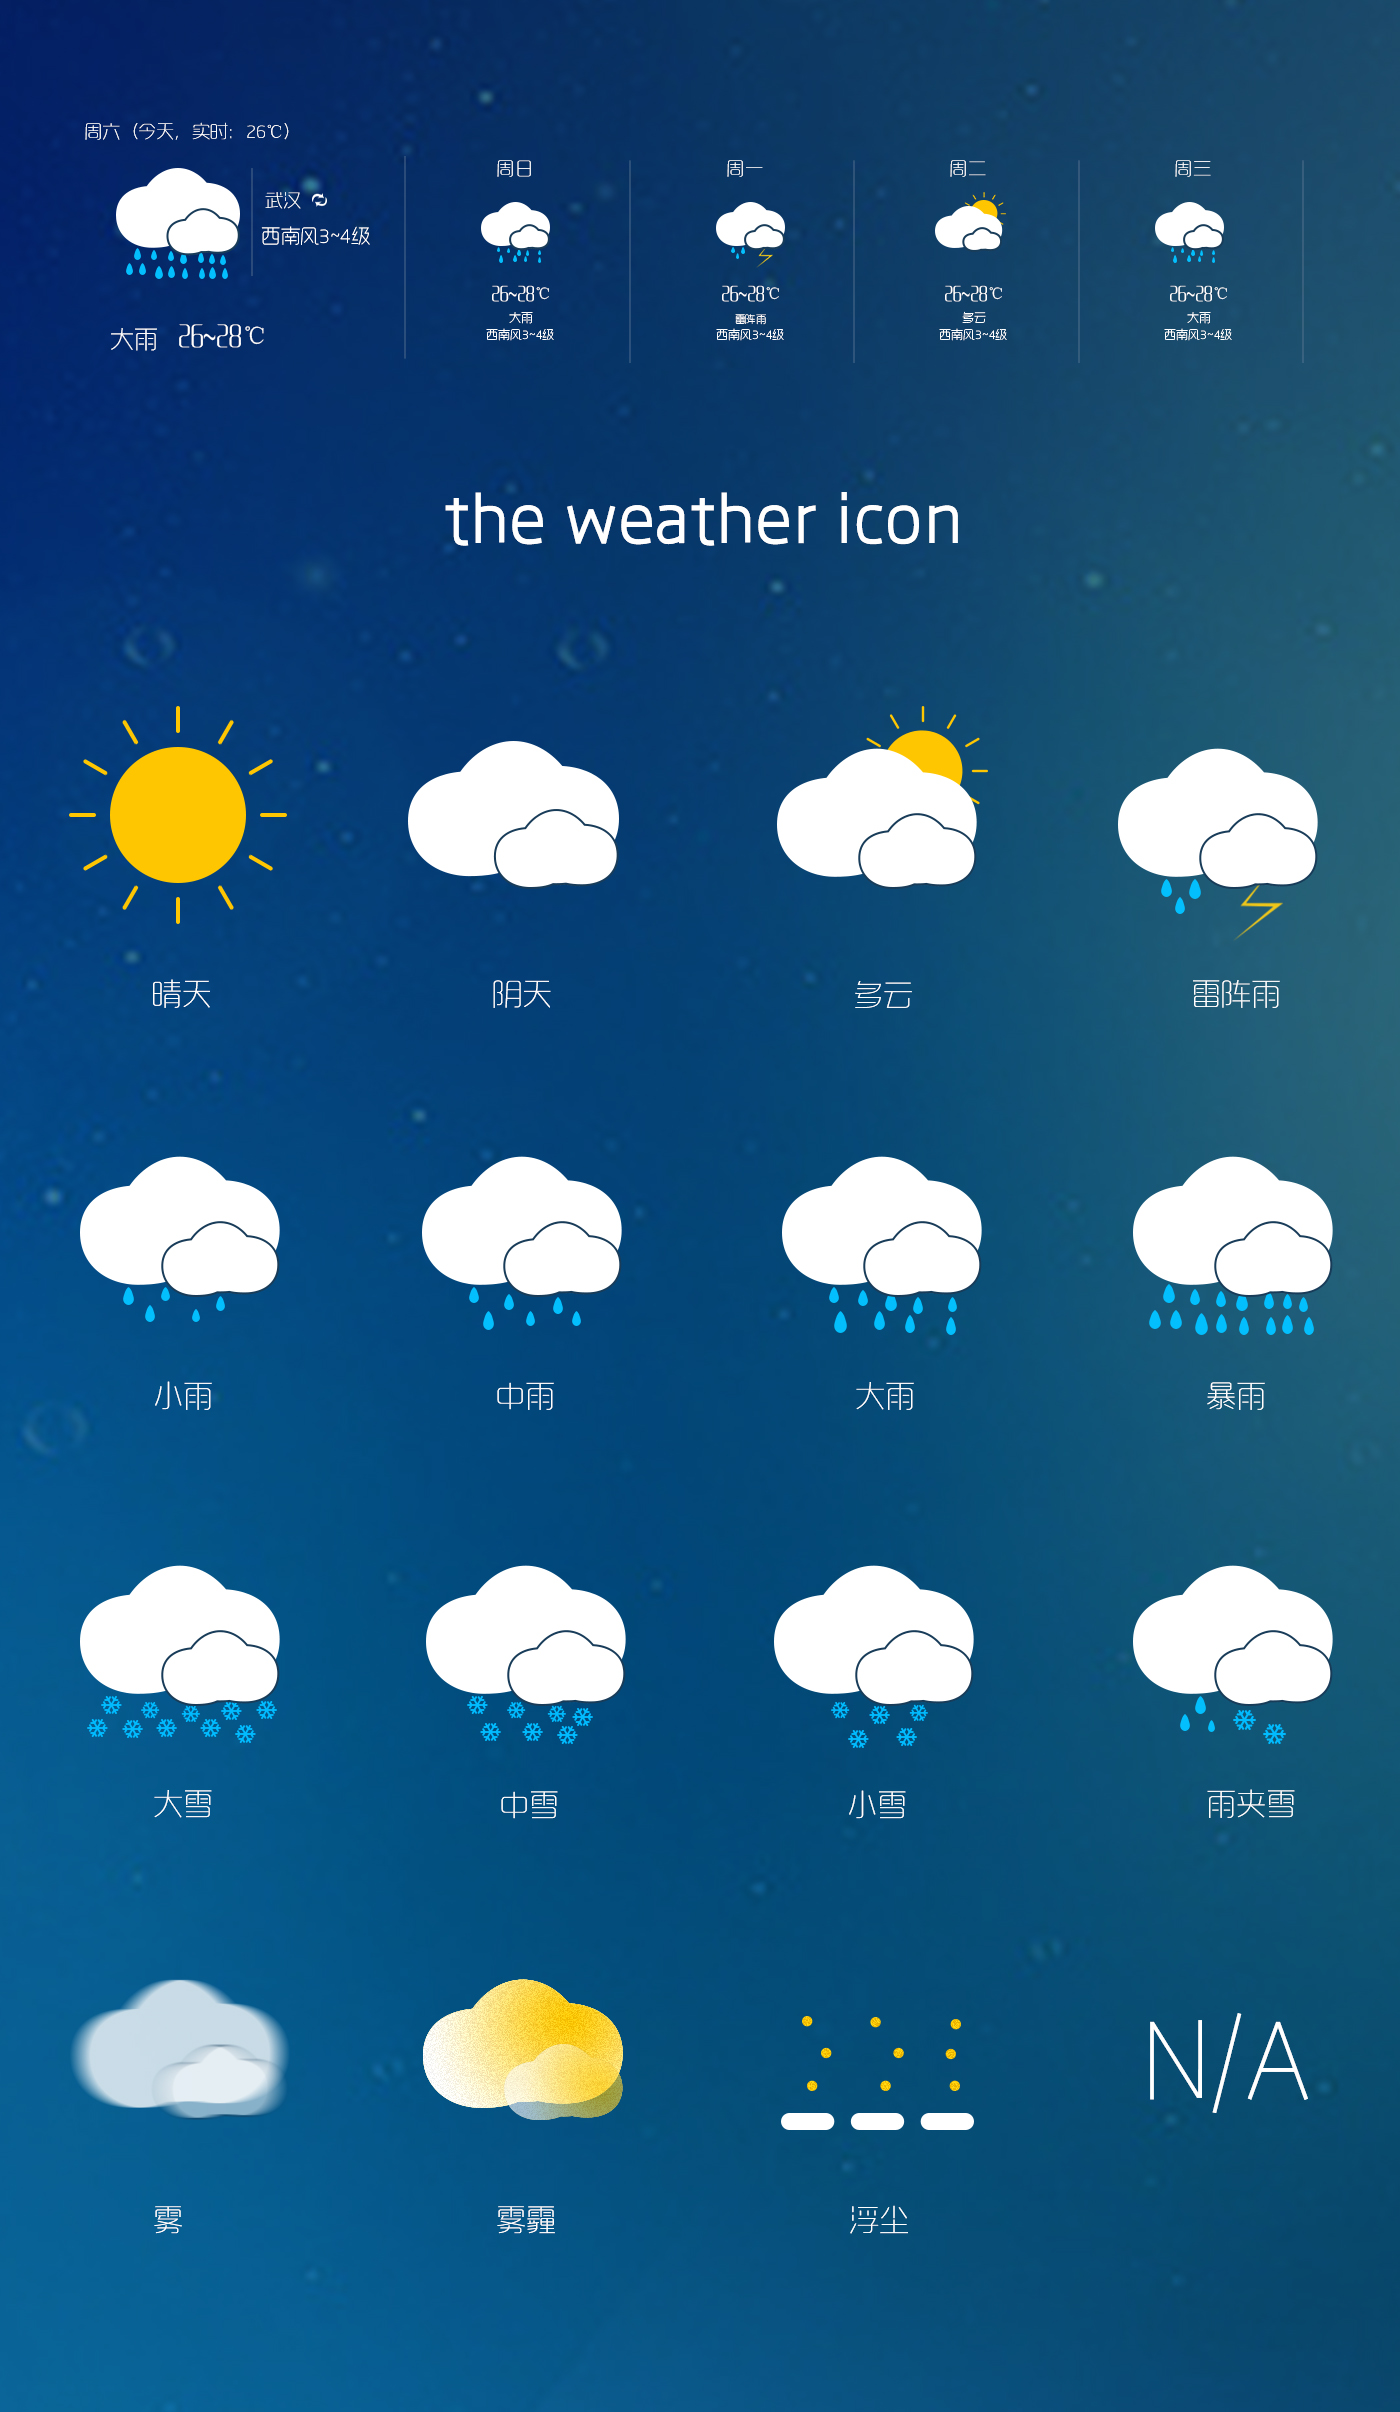 周六（今天，实时：26℃）
武汉
西南风3~4级
大雨 26~28℃
周日
26~28℃
大雨
西南风3~4级
周一
26~28℃
雷阵雨
西南风3~4级
周二
26~28℃
多云
西南风3~4级
周三
26~28℃
大雨
西南风3~4级
the weather icon
晴天
阴天
多云
雷阵雨
小雨
中雨
大雨
暴雨
大雪
中雪
小雪
雨夹雪
N/A
雾
雾霾
浮尘